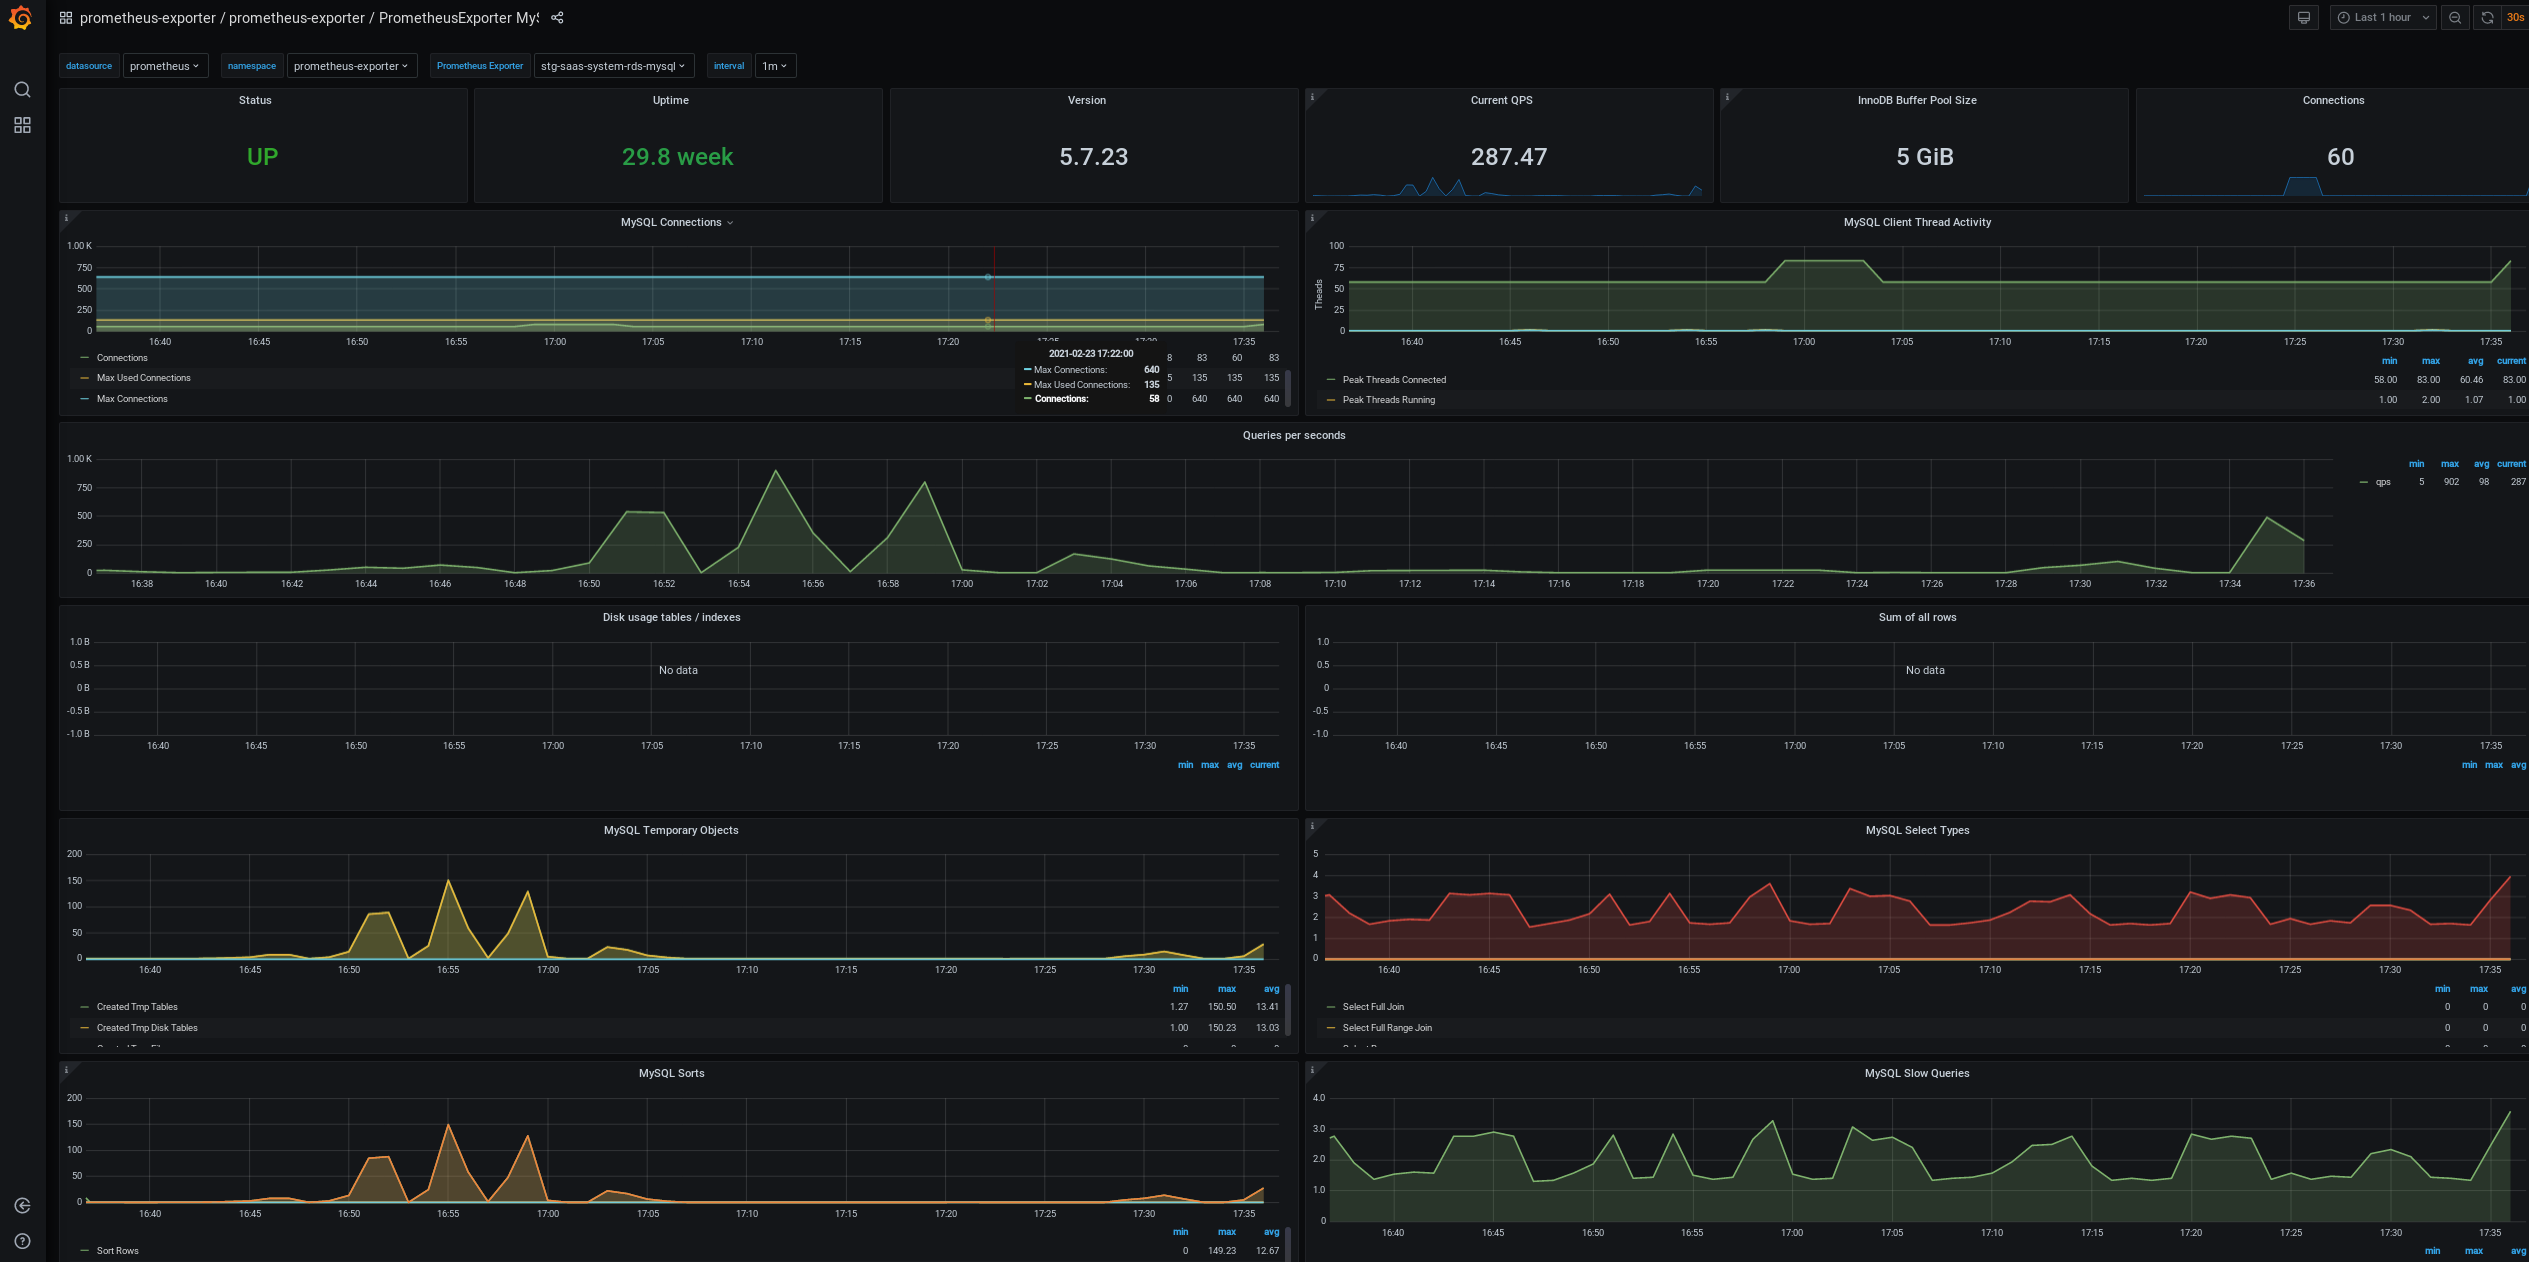 prometheus-exporter / prometheus-exporter / PrometheusExporter MyS
Last 1 hour
30s
datasource prometheus namespace prometheus-exporter Prometheus Exporter stg-saas-system-rds-mysql interval 1m
Status
UP
Uptime
29.8 week
Version
5.7.23
Current QPS
287.47
InnoDB Buffer Pool Size
5 GiB
Connections
60
MySQL Connections
1.00 K
750
500
250
0
16:40 16:45 16:50 16:55 17:00 17:05 17:10 17:15 17:20 17:25 17:30 17:35
Connections 8 83 60 83
Max Used Connections 5 135 135 135
Max Connections 0 640 640 640
2021-02-23 17:22:00
Max Connections: 640
Max Used Connections: 135
Connections: 58
MySQL Client Thread Activity
Theads
100
75
50
25
0
16:40 16:45 16:50 16:55 17:00 17:05 17:10 17:15 17:20 17:25 17:30 17:35
min max avg current
Peak Threads Connected 58.00 83.00 60.46 83.00
Peak Threads Running 1.00 2.00 1.07 1.00
Queries per seconds
1.00 K
750
500
250
0
16:38 16:40 16:42 16:44 16:46 16:48 16:50 16:52 16:54 16:56 16:58 17:00 17:02 17:04 17:06 17:08 17:10 17:12 17:14 17:16 17:18 17:20 17:22 17:24 17:26 17:28 17:30 17:32 17:34 17:36
min max avg current
qps 5 902 98 287
Disk usage tables / indexes
1.0 B
0.5 B
0 B
-0.5 B
-1.0 B
No data
16:40 16:45 16:50 16:55 17:00 17:05 17:10 17:15 17:20 17:25 17:30 17:35
min max avg current
Sum of all rows
1.0
0.5
0
-0.5
-1.0
No data
16:40 16:45 16:50 16:55 17:00 17:05 17:10 17:15 17:20 17:25 17:30 17:35
min max avg
MySQL Temporary Objects
200
150
100
50
0
16:40 16:45 16:50 16:55 17:00 17:05 17:10 17:15 17:20 17:25 17:30 17:35
min max avg
Created Tmp Tables 1.27 150.50 13.41
Created Tmp Disk Tables 1.00 150.23 13.03
MySQL Select Types
5
4
3
2
1
0
16:40 16:45 16:50 16:55 17:00 17:05 17:10 17:15 17:20 17:25 17:30 17:35
min max avg
Select Full Join 0 0 0
Select Full Range Join 0 0 0
MySQL Sorts
200
150
100
50
0
16:40 16:45 16:50 16:55 17:00 17:05 17:10 17:15 17:20 17:25 17:30 17:35
min max avg
Sort Rows 0 149.23 12.67
MySQL Slow Queries
4.0
3.0
2.0
1.0
0
16:40 16:45 16:50 16:55 17:00 17:05 17:10 17:15 17:20 17:25 17:30 17:35
min max avg